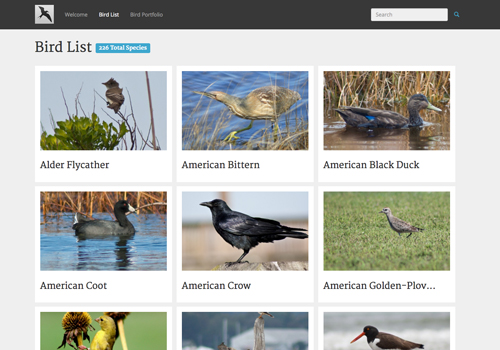 Welcome
Bird List
Bird Portfolio
Search
Bird List 226 Total Species
Alder Flycather
American Bittern
American Black Duck
American Coot
American Crow
American Golden-Plov...